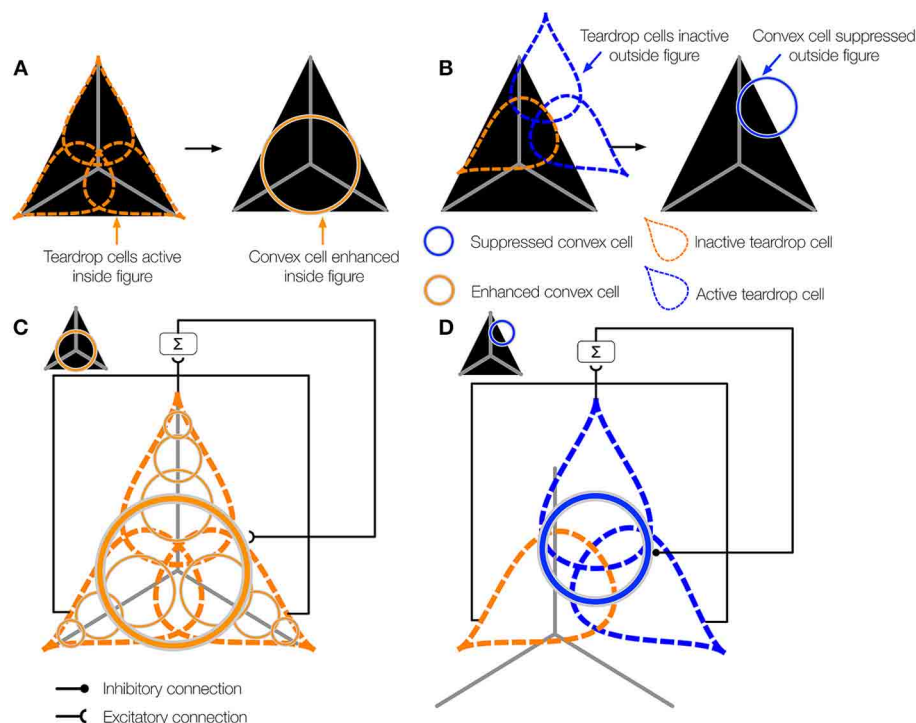 A
Teardrop cells active
inside figure
Convex cell enhanced
inside figure
B
Teardrop cells inactive
outside figure
Convex cell suppressed
outside figure
Suppressed convex cell
Inactive teardrop cell
Enhanced convex cell
Active teardrop cell
C
Σ
D
Σ
Inhibitory connection
Excitatory connection